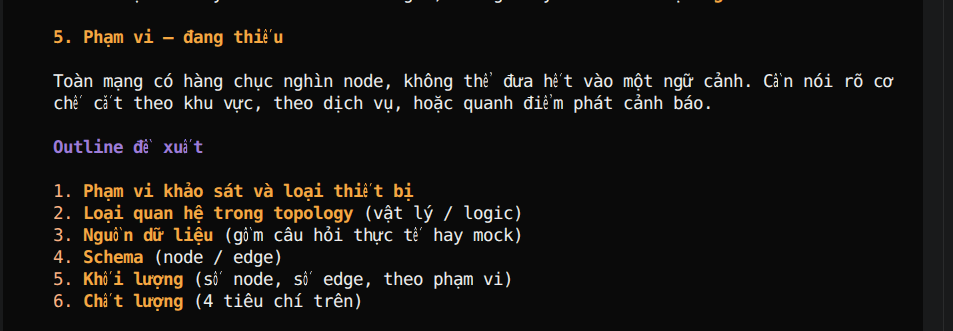 5. Phạm vi — đang thiếu
Toàn mạng có hàng chục nghìn node, không thể đưa hết vào một ngữ cảnh. Cần nói rõ cơ
chế cắt theo khu vực, theo dịch vụ, hoặc quanh điểm phát cảnh báo.
Outline đề xuất
1. Phạm vi khảo sát và loại thiết bị
2. Loại quan hệ trong topology (vật lý / logic)
3. Nguồn dữ liệu (gồm câu hỏi thực tế hay mock)
4. Schema (node / edge)
5. Khối lượng (số node, số edge, theo phạm vi)
6. Chất lượng (4 tiêu chí trên)